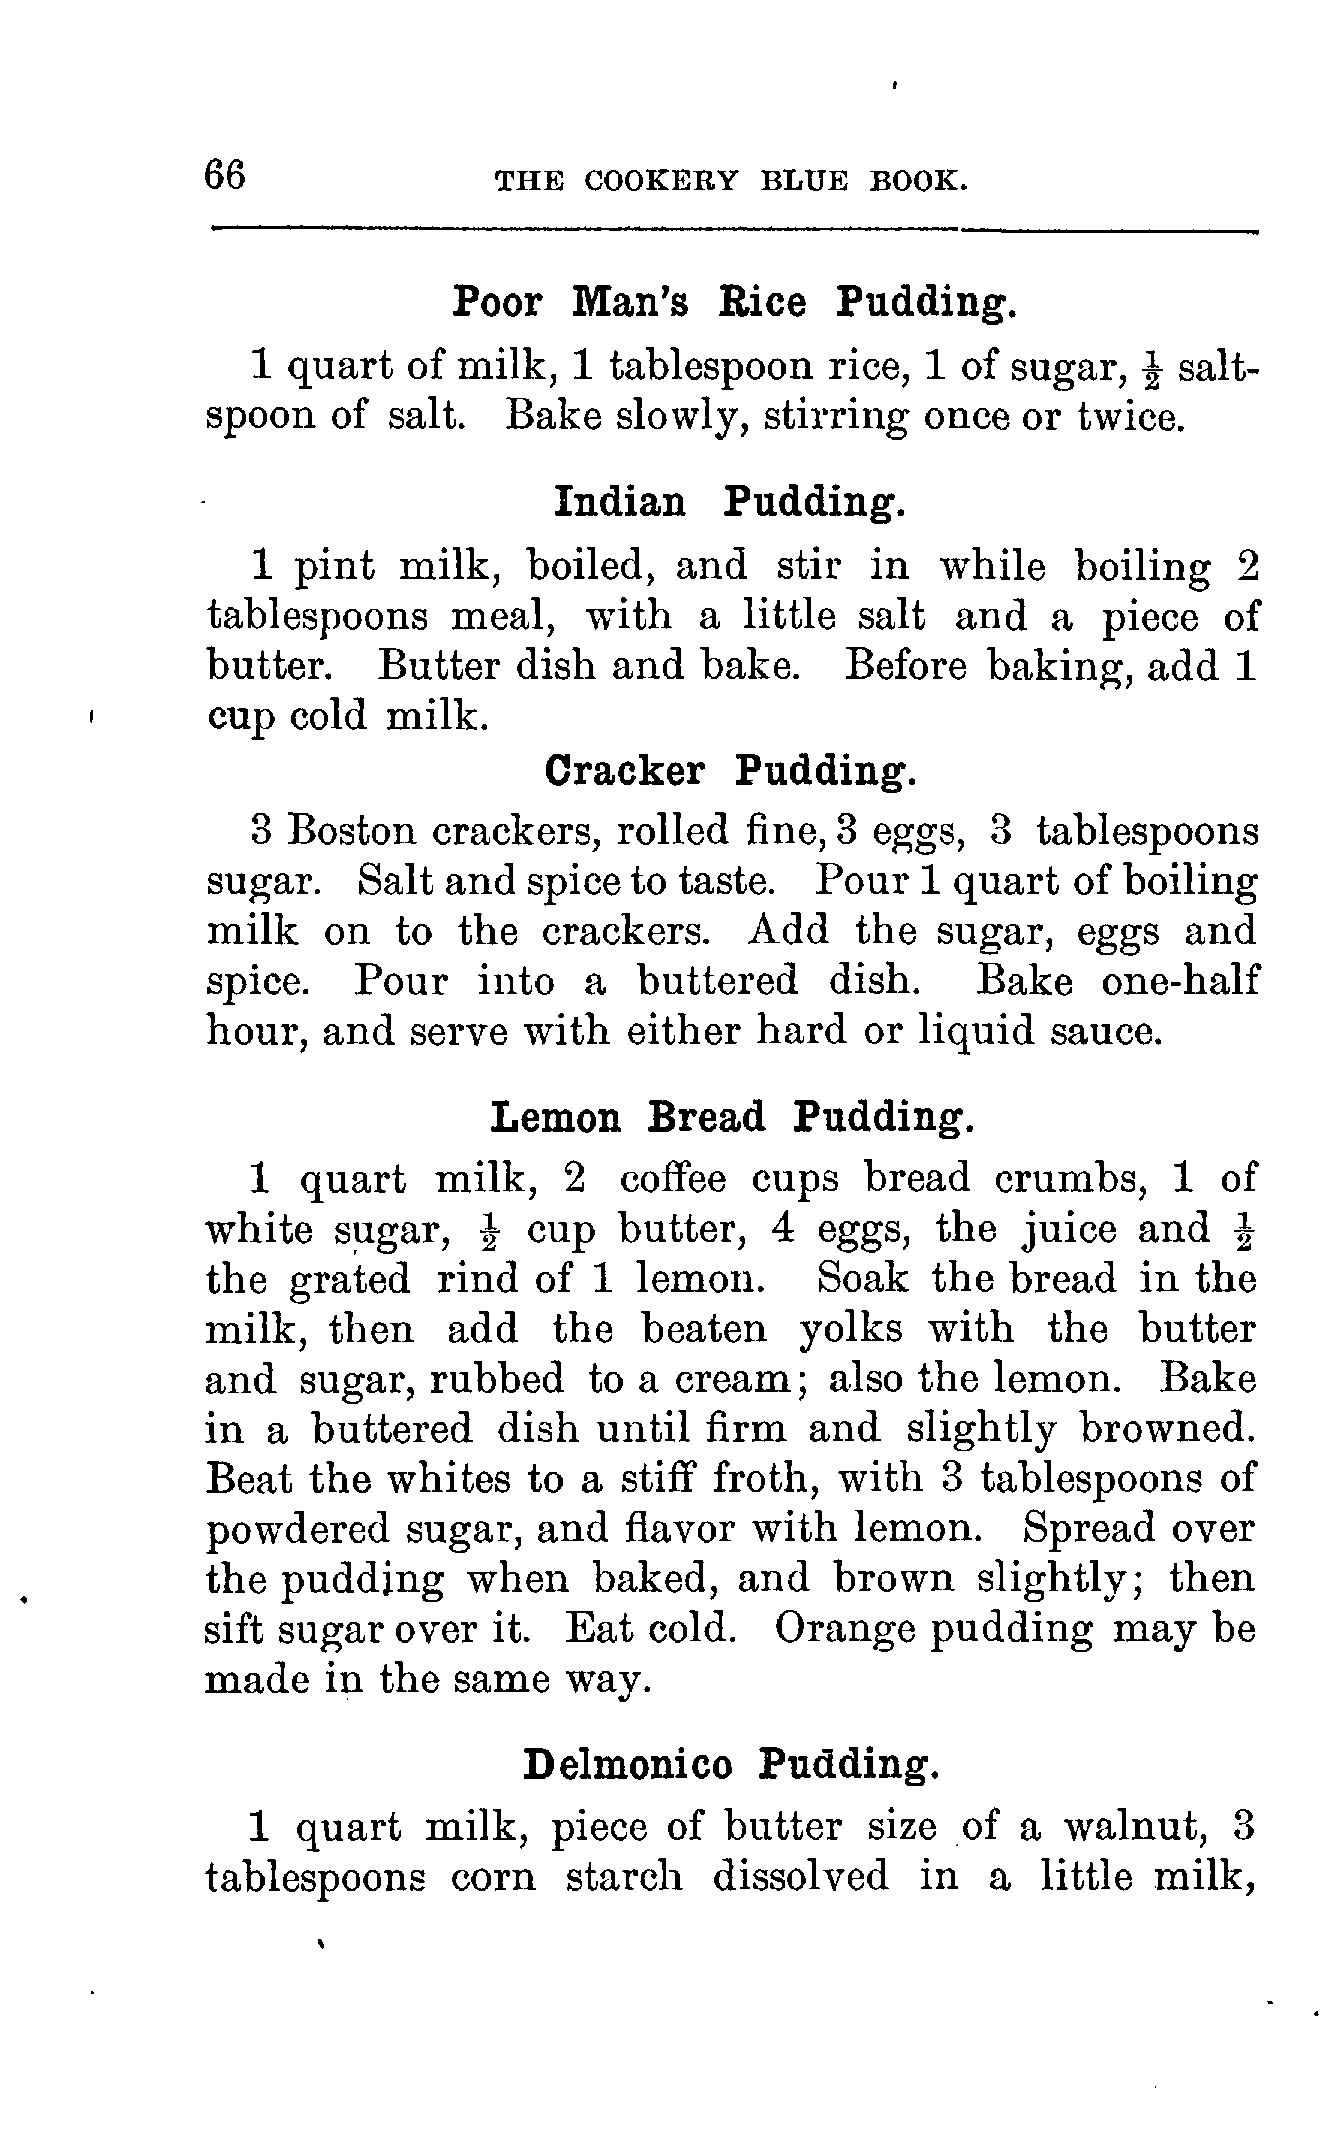 66 THE COOKERY BLUE BOOK.
Poor Man's Rice Pudding.
1 quart of milk, 1 tablespoon rice, 1 of sugar, ½ salt-
spoon of salt. Bake slowly, stirring once or twice.
Indian Pudding.
1 pint milk, boiled, and stir in while boiling 2
tablespoons meal, with a little salt and a piece of
butter. Butter dish and bake. Before baking, add 1
cup cold milk.
Cracker Pudding.
3 Boston crackers, rolled fine, 3 eggs, 3 tablespoons
sugar. Salt and spice to taste. Pour 1 quart of boiling
milk on to the crackers. Add the sugar, eggs and
spice. Pour into a buttered dish. Bake one-half
hour, and serve with either hard or liquid sauce.
Lemon Bread Pudding.
1 quart milk, 2 coffee cups bread crumbs, 1 of
white sugar, ½ cup butter, 4 eggs, the juice and ½
the grated rind of 1 lemon. Soak the bread in the
milk, then add the beaten yolks with the butter
and sugar, rubbed to a cream; also the lemon. Bake
in a buttered dish until firm and slightly browned.
Beat the whites to a stiff froth, with 3 tablespoons of
powdered sugar, and flavor with lemon. Spread over
the pudding when baked, and brown slightly; then
sift sugar over it. Eat cold. Orange pudding may be
made in the same way.
Delmonico Pudding.
1 quart milk, piece of butter size of a walnut, 3
tablespoons corn starch dissolved in a little milk,